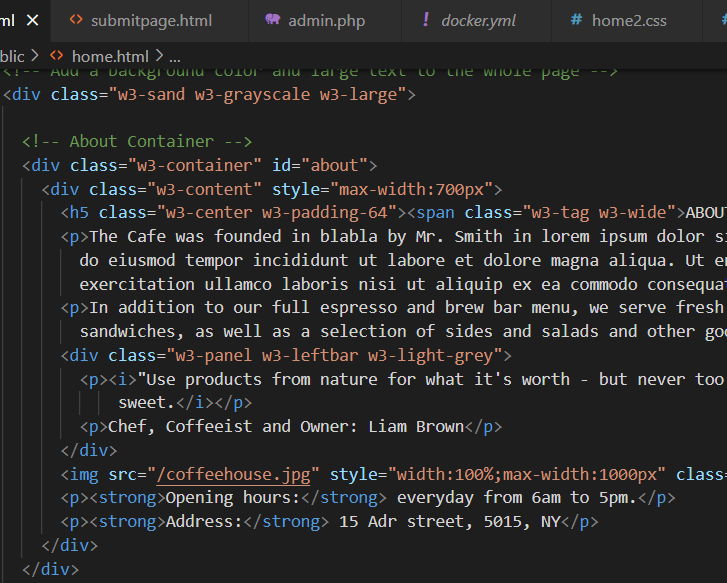 ml × <> submitpage.html admin.php ! docker.yml # home2.css #
blic > <> home.html > ...
<!-- Add a background color and large text to the whole page -->
<div class="w3-sand w3-grayscale w3-large">
<!-- About Container -->
<div class="w3-container" id="about">
<div class="w3-content" style="max-width:700px">
<h5 class="w3-center w3-padding-64"><span class="w3-tag w3-wide">ABOU
<p>The Cafe was founded in blabla by Mr. Smith in lorem ipsum dolor si
do eiusmod tempor incididunt ut labore et dolore magna aliqua. Ut en
exercitation ullamco laboris nisi ut aliquip ex ea commodo consequat
<p>In addition to our full espresso and brew bar menu, we serve fresh
sandwiches, as well as a selection of sides and salads and other goo
<div class="w3-panel w3-leftbar w3-light-grey">
<p><i>"Use products from nature for what it's worth - but never too
sweet.</i></p>
<p>Chef, Coffeeist and Owner: Liam Brown</p>
</div>
<img src="/coffeehouse.jpg" style="width:100%;max-width:1000px" class=
<p><strong>Opening hours:</strong> everyday from 6am to 5pm.</p>
<p><strong>Address:</strong> 15 Adr street, 5015, NY</p>
</div>
</div>